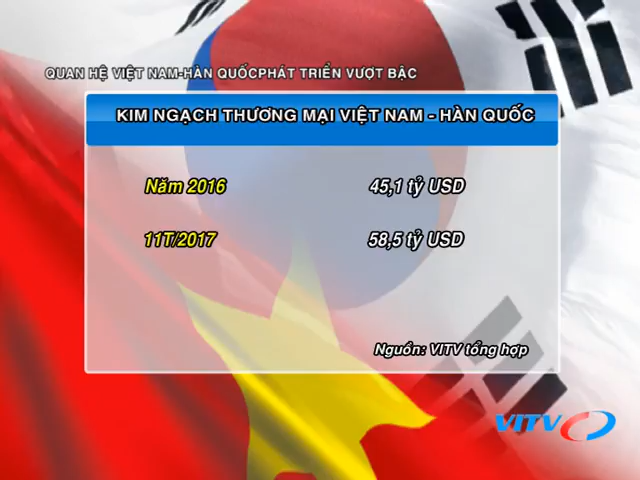 QUAN HỆ VIỆT NAM-HÀN QUỐCPHÁT TRIỂN VƯỢT BẬC
KIM NGẠCH THƯƠNG MẠI VIỆT NAM - HÀN QUỐC
Năm 2016 45,1 tỷ USD
11T/2017 58,5 tỷ USD
Nguồn: VITV tổng hợp
VITV